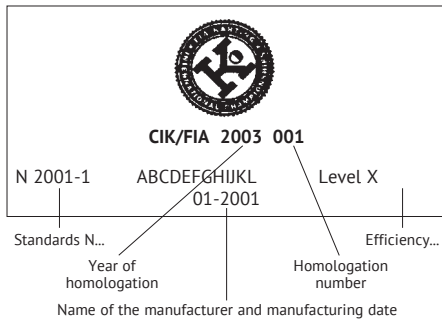 CIK/FIA 2003 001
N 2001-1 ABCDEFGHIJKL Level X
01-2001
Standards N... Efficiency...
Year of homologation Homologation number
Name of the manufacturer and manufacturing date